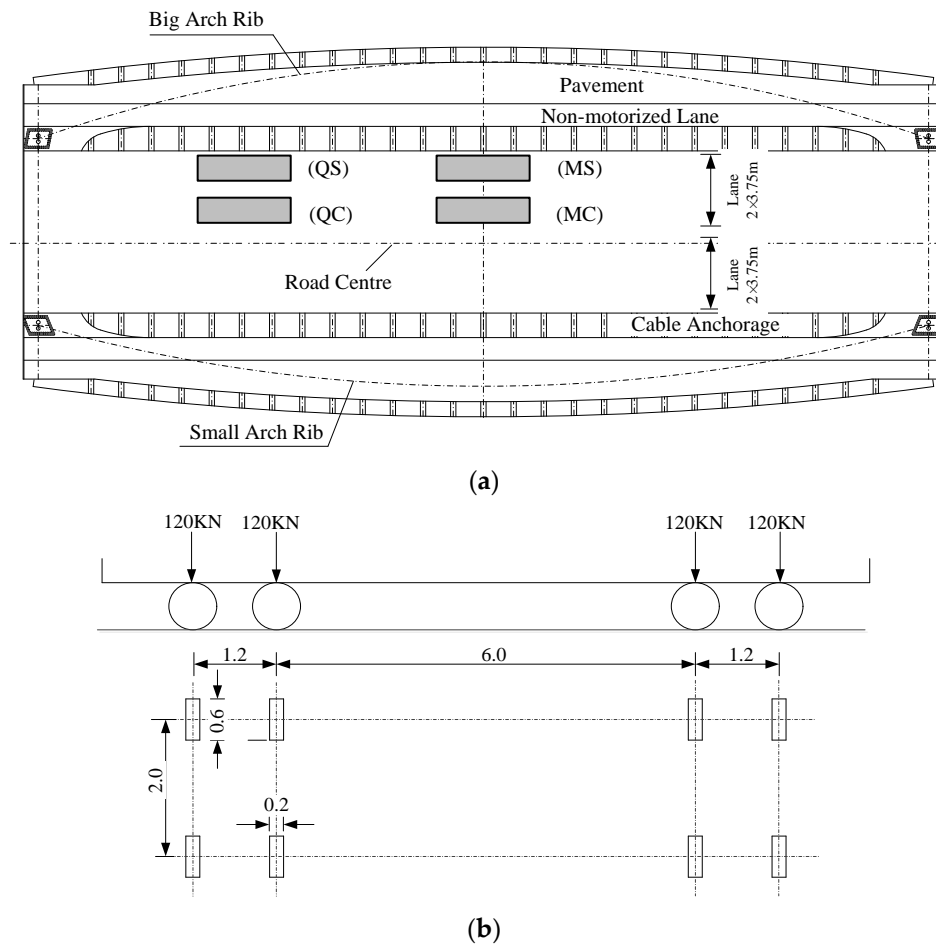 Big Arch Rib
Pavement
Non-motorized Lane
(QS)
(MS)
(QC)
(MC)
Lane
2×3.75m
Road Centre
Lane
2×3.75m
Cable Anchorage
Small Arch Rib
(a)
120KN 120KN 120KN 120KN
1.2 6.0 1.2
0.6
2.0
0.2
(b)